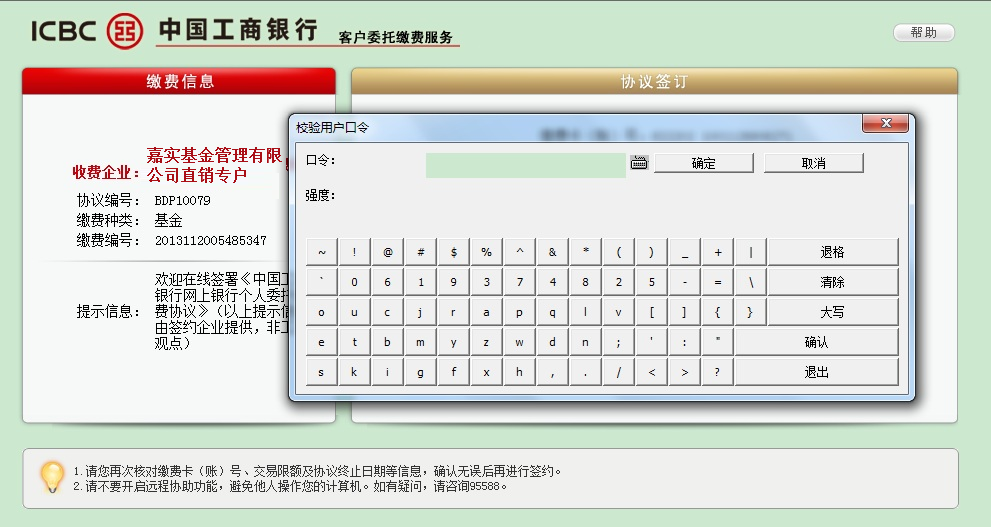 ICBC 中国工商银行 客户委托缴费服务
帮助
缴费信息
协议签订
收费企业：
嘉实基金管理有限
公司直销专户
协议编号： BDP10079
缴费种类： 基金
缴费编号： 2013112005485347
提示信息：
欢迎在线签署《中国工
银行网上银行个人委托
费协议》（以上提示信
由签约企业提供，非工
观点）
校验用户口令
口令：
确定
取消
强度：
~ ! @ # $ % ^ & * ( ) _ + | 退格
` 0 6 1 9 3 7 4 8 2 5 - = \ 清除
o u c j r a p q l v [ ] { } 大写
e t b m y z w d n ; ' : " 确认
s k i g f x h , . / < > ? 退出
1.请您再次核对缴费卡（账）号、交易限额及协议终止日期等信息，确认无误后再进行签约。
2.请不要开启远程协助功能，避免他人操作您的计算机。如有疑问，请咨询95588。